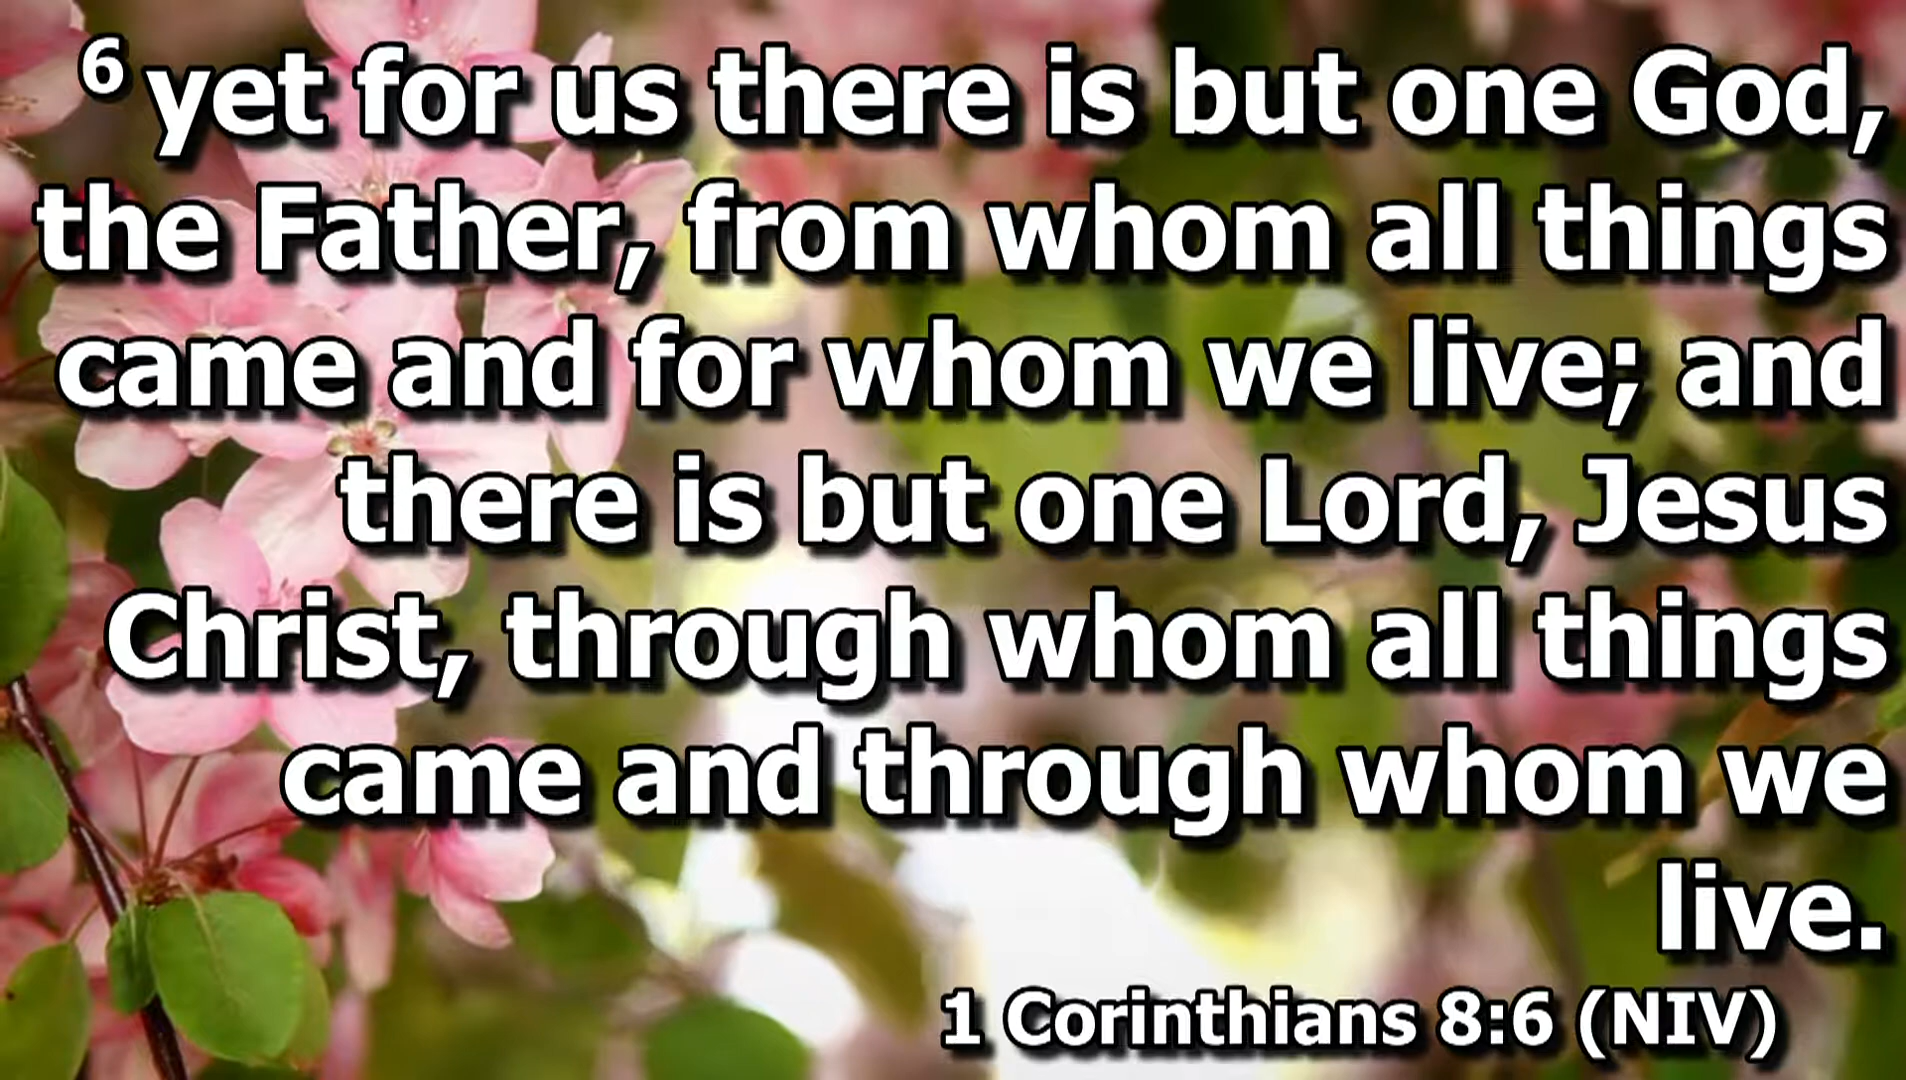 6 yet for us there is but one God,
the Father, from whom all things
came and for whom we live; and
there is but one Lord, Jesus
Christ, through whom all things
came and through whom we
live.
1 Corinthians 8:6 (NIV)